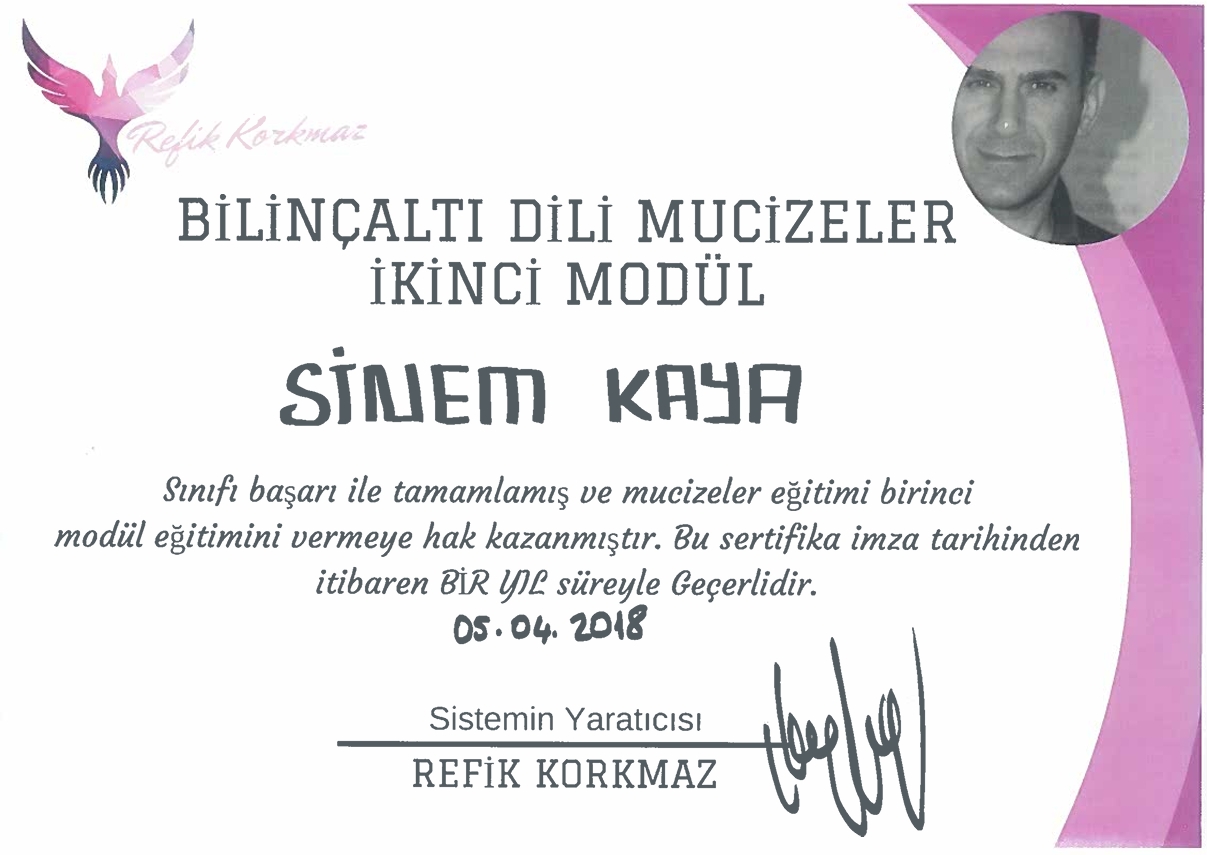 Refik Korkmaz
BİLİNÇALTI DİLİ MUCİZELER
İKİNCİ MODÜL
SİNEM KAYA
Sınıfı başarı ile tamamlamış ve mucizeler eğitimi birinci
modül eğitimini vermeye hak kazanmıştır. Bu sertifika imza tarihinden
itibaren BİR YIL süreyle Geçerlidir.
05.04.2018
Sistemin Yaratıcısı
REFİK KORKMAZ